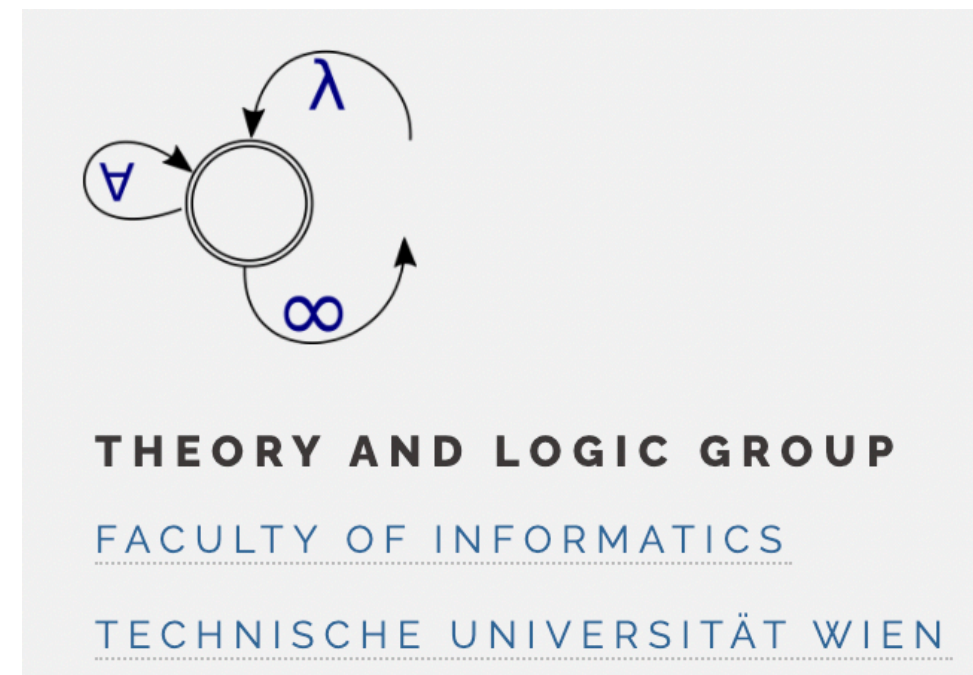 λ
∀
∞
THEORY AND LOGIC GROUP
FACULTY OF INFORMATICS
TECHNISCHE UNIVERSITÄT WIEN